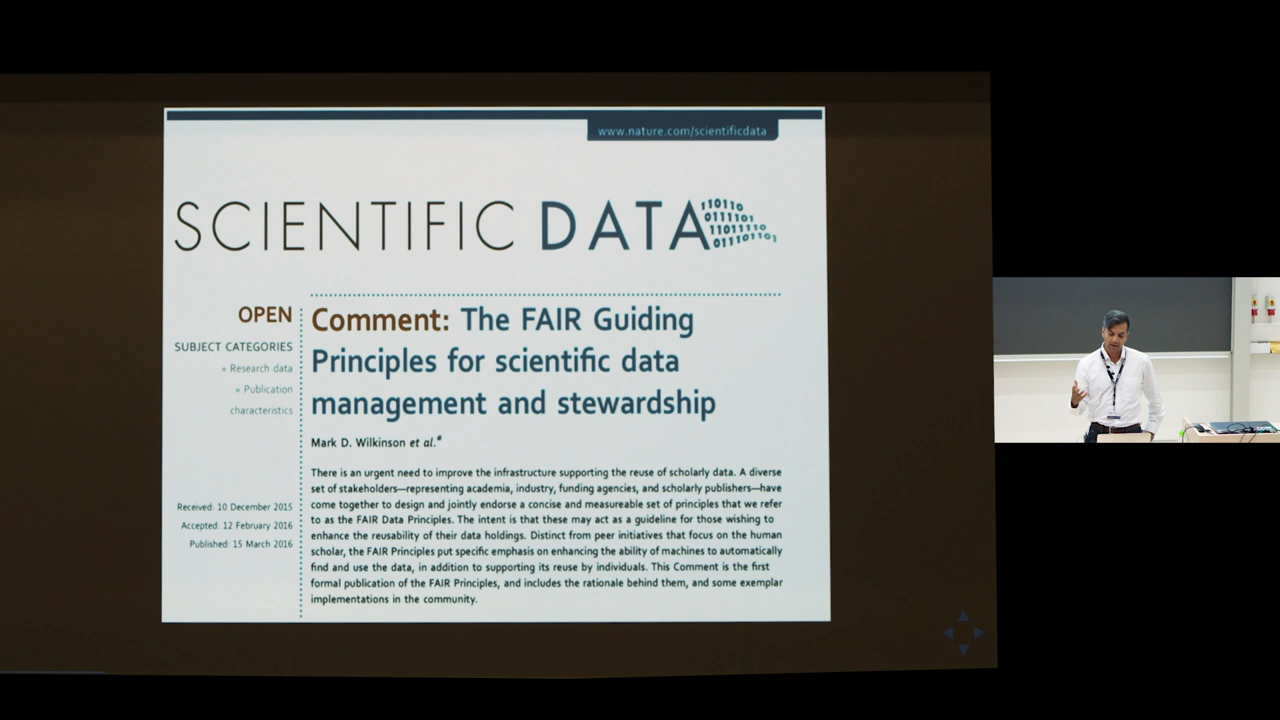 www.nature.com/scientificdata
SCIENTIFIC DATA
10110
0111101
11011110
011101101
OPEN
SUBJECT CATEGORIES
» Research data
» Publication
characteristics
Received: 10 December 2015
Accepted: 12 February 2016
Published: 15 March 2016
Comment: The FAIR Guiding
Principles for scientific data
management and stewardship
Mark D. Wilkinson et al.#
There is an urgent need to improve the infrastructure supporting the reuse of scholarly data. A diverse
set of stakeholders—representing academia, industry, funding agencies, and scholarly publishers—have
come together to design and jointly endorse a concise and measureable set of principles that we refer
to as the FAIR Data Principles. The intent is that these may act as a guideline for those wishing to
enhance the reusability of their data holdings. Distinct from peer initiatives that focus on the human
scholar, the FAIR Principles put specific emphasis on enhancing the ability of machines to automatically
find and use the data, in addition to supporting its reuse by individuals. This Comment is the first
formal publication of the FAIR Principles, and includes the rationale behind them, and some exemplar
implementations in the community.